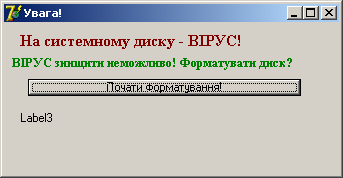 Увага!
На системному диску - ВІРУС!
ВІРУС знищити неможливо! Форматувати диск?
Почати форматування!
Label3